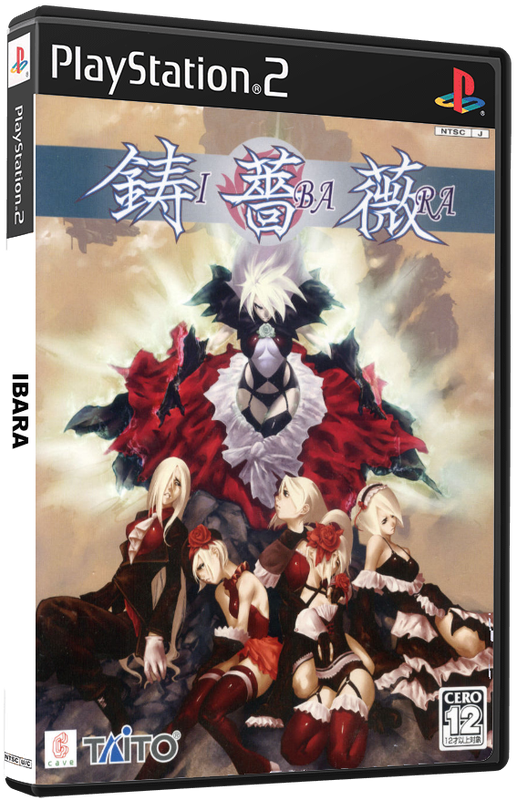 PlayStation®2
NTSC J
鋳薔薇
I BA RA
PlayStation®2
IBARA
NTSC U/C
cave
TAITO®
CERO
12
12才以上対象